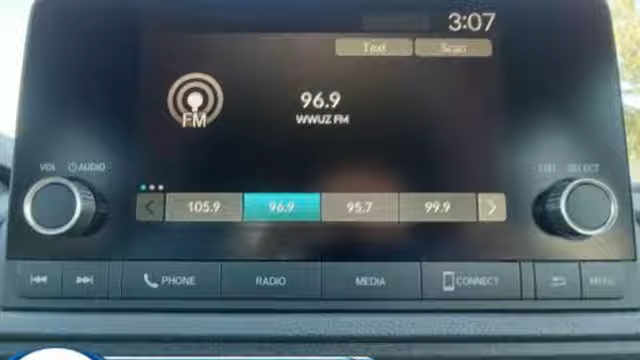 3:07
Text Scan
FM
96.9
WWUZ FM
VOL AUDIO SELECT
105.9 96.9 95.7 99.9
PHONE RADIO MEDIA CONNECT MENU